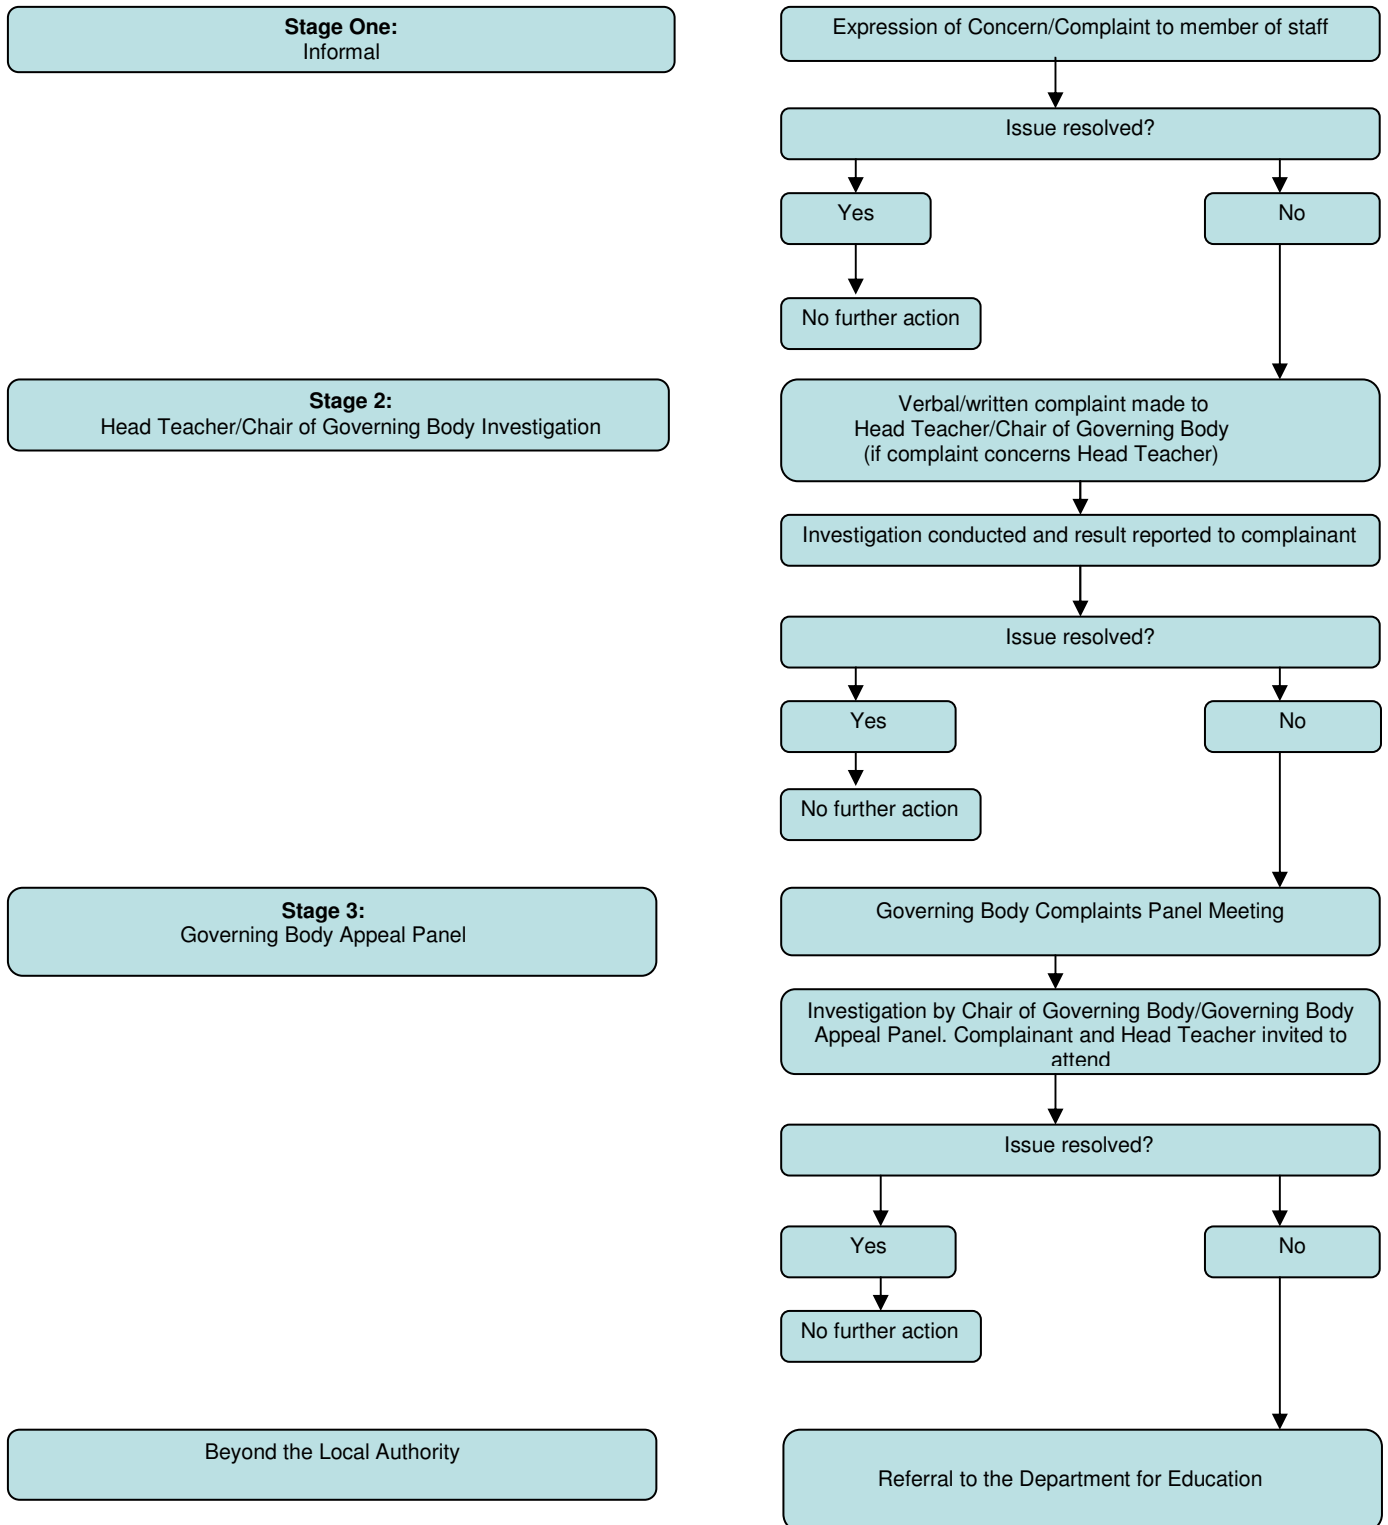 Stage One:
Informal
Expression of Concern/Complaint to member of staff
Issue resolved?
Yes
No
No further action
Stage 2:
Head Teacher/Chair of Governing Body Investigation
Verbal/written complaint made to
Head Teacher/Chair of Governing Body
(if complaint concerns Head Teacher)
Investigation conducted and result reported to complainant
Issue resolved?
Yes
No
No further action
Stage 3:
Governing Body Appeal Panel
Governing Body Complaints Panel Meeting
Investigation by Chair of Governing Body/Governing Body
Appeal Panel. Complainant and Head Teacher invited to
attend
Issue resolved?
Yes
No
No further action
Beyond the Local Authority
Referral to the Department for Education